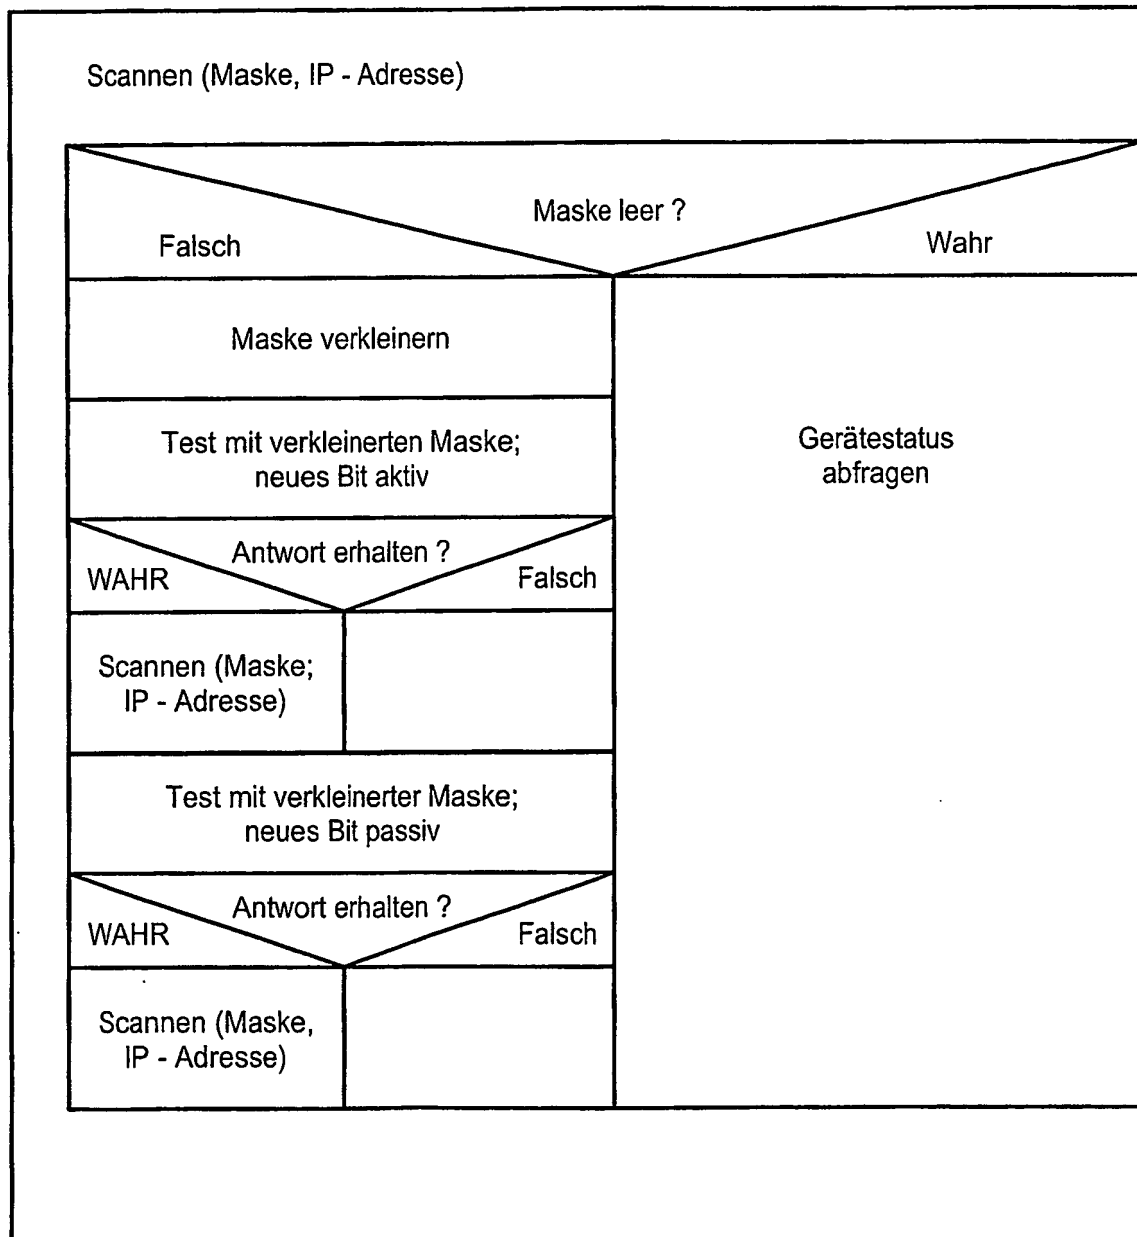 Scannen (Maske, IP - Adresse)
Maske leer ?
Falsch
Wahr
Maske verkleinern
Test mit verkleinerten Maske;
neues Bit aktiv
Gerätestatus
abfragen
Antwort erhalten ?
WAHR
Falsch
Scannen (Maske;
IP - Adresse)
Test mit verkleinerter Maske;
neues Bit passiv
Antwort erhalten ?
WAHR
Falsch
Scannen (Maske,
IP - Adresse)